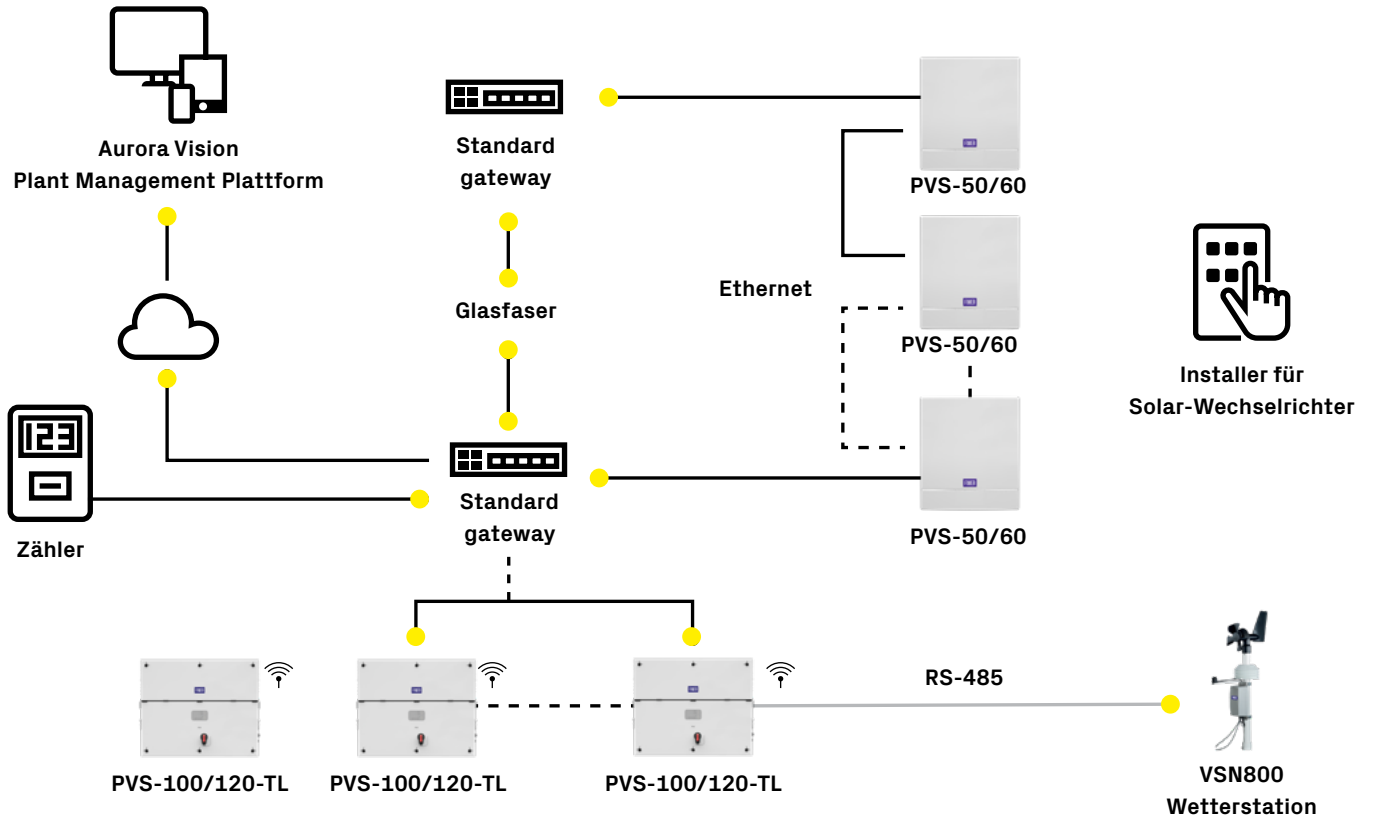 Aurora Vision
Plant Management Plattform
Standard
gateway
PVS-50/60
Ethernet
Glasfaser
PVS-50/60
Installer für
Solar-Wechselrichter
123
Zähler
Standard
gateway
PVS-50/60
PVS-100/120-TL
PVS-100/120-TL
PVS-100/120-TL
RS-485
VSN800
Wetterstation